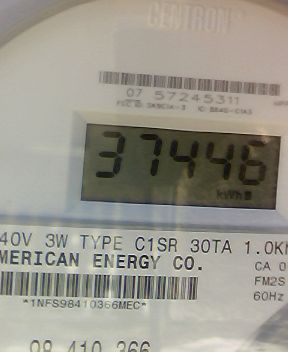 CENTRON
07 57245311
37446
kWh
40V 3W TYPE C1SR 30TA 1.0K
MERICAN ENERGY CO.
CA 0
FM2S
60Hz
*1NFS98410366MEC*
98 410 366